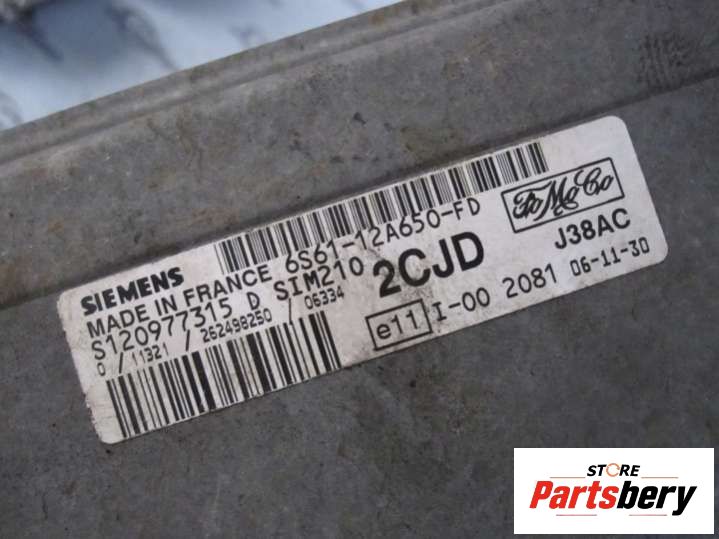 SIEMENS
MADE IN FRANCE
6S61-12A650-FD
FoMoCo
S120977315 D SIM210
2CJD
J38AC
0 / 11321 / 262498250 / 06334
e11 I-00 2081 06-11-30
STORE
Partsbery